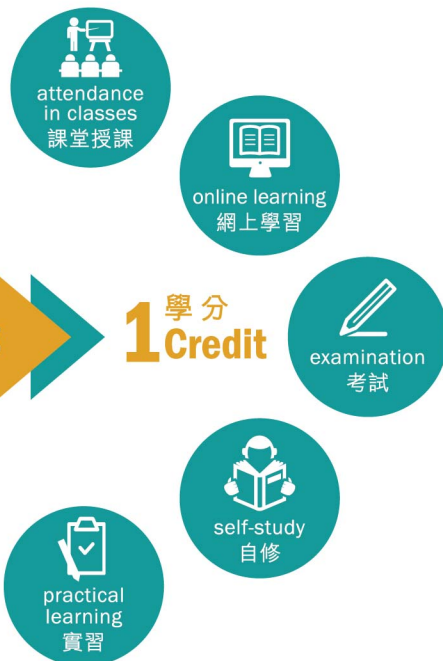 attendance
in classes
課堂授課
online learning
網上學習
1 學分
Credit
examination
考試
self-study
自修
practical
learning
實習